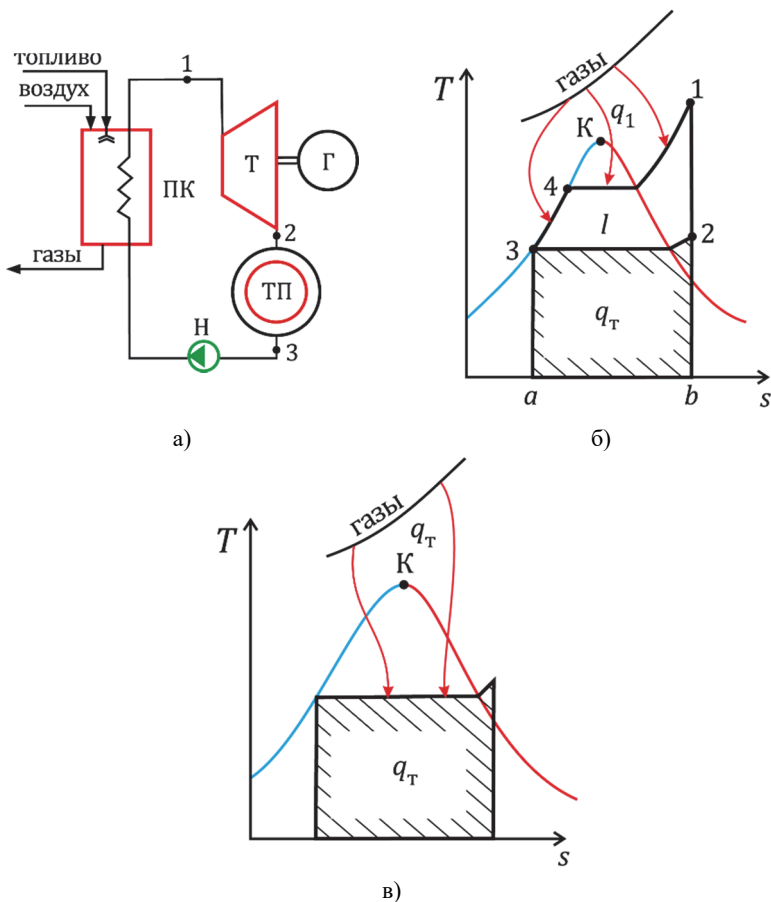 топливо
воздух
1
Т
Г
ПК
газы
2
ТП
Н
3
а)
T
газы
q₁
К
1
4
l
3
2
qт
a
b
s
б)
T
газы
qт
К
qт
s
в)